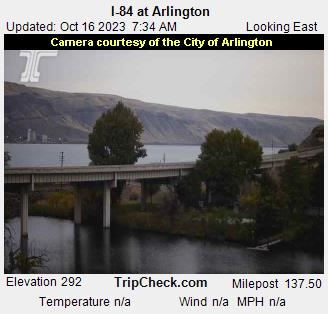 I-84 at Arlington
Updated: Oct 16 2023 7:34 AM Looking East
Camera courtesy of the City of Arlington
Elevation 292 TripCheck.com Milepost 137.50
Temperature n/a Wind n/a MPH n/a